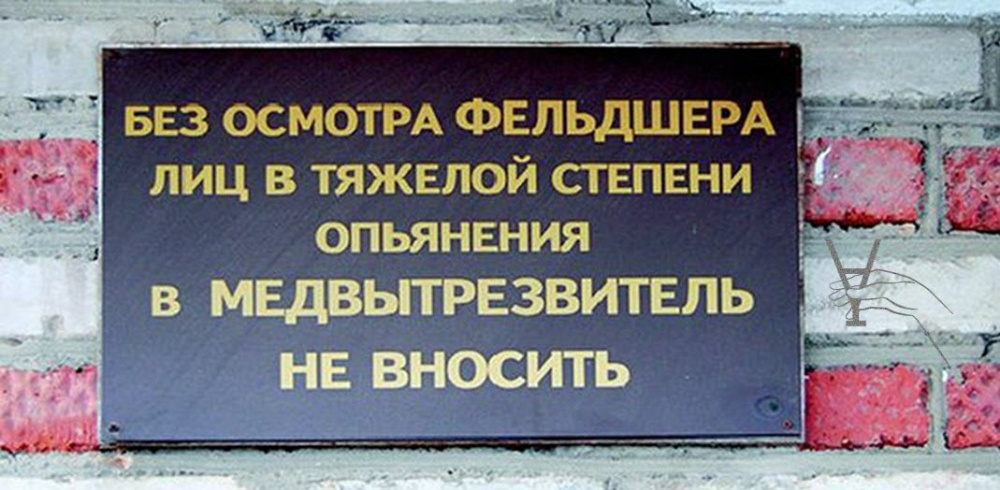 БЕЗ ОСМОТРА ФЕЛЬДШЕРА
ЛИЦ В ТЯЖЕЛОЙ СТЕПЕНИ
ОПЬЯНЕНИЯ
В МЕДВЫТРЕЗВИТЕЛЬ
НЕ ВНОСИТЬ